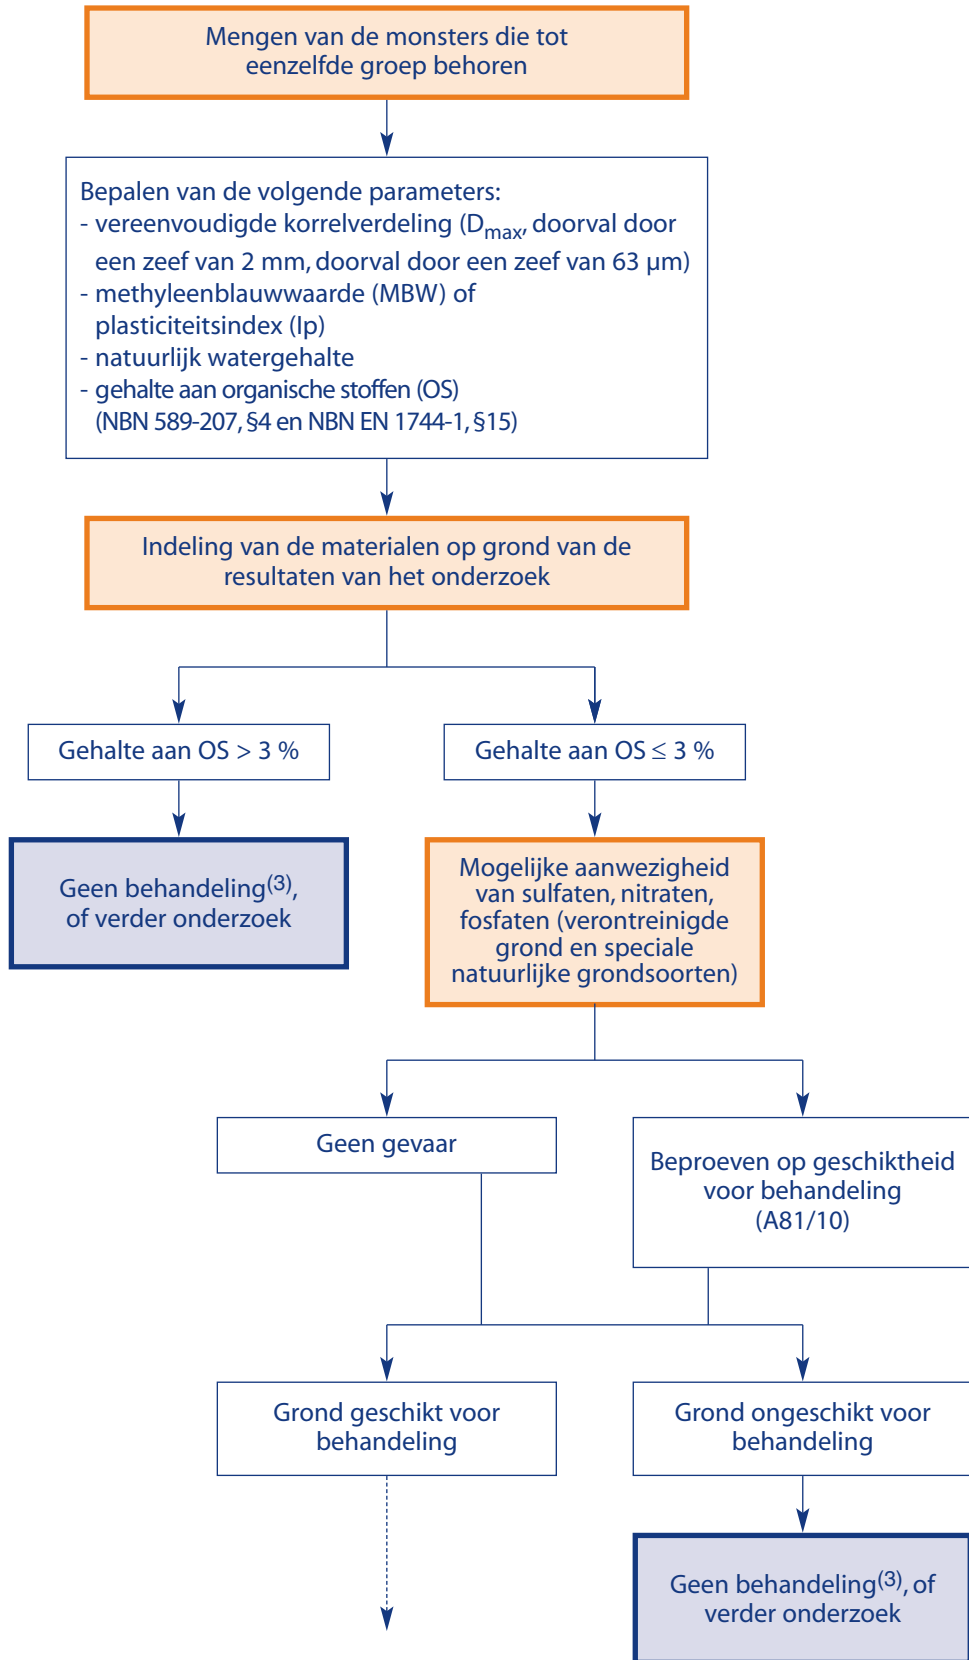 Mengen van de monsters die tot
eenzelfde groep behoren
Bepalen van de volgende parameters:
- vereenvoudigde korrelverdeling (Dmax, doorval door
een zeef van 2 mm, doorval door een zeef van 63 µm)
- methyleenblauwwaarde (MBW) of
plasticiteitsindex (Ip)
- natuurlijk watergehalte
- gehalte aan organische stoffen (OS)
(NBN 589-207, §4 en NBN EN 1744-1, §15)
Indeling van de materialen op grond van de
resultaten van het onderzoek
Gehalte aan OS > 3 %
Gehalte aan OS ≤ 3 %
Geen behandeling(3),
of verder onderzoek
Mogelijke aanwezigheid
van sulfaten, nitraten,
fosfaten (verontreinigde
grond en speciale
natuurlijke grondsoorten)
Geen gevaar
Beproeven op geschiktheid
voor behandeling
(A81/10)
Grond geschikt voor
behandeling
Grond ongeschikt voor
behandeling
Geen behandeling(3), of
verder onderzoek